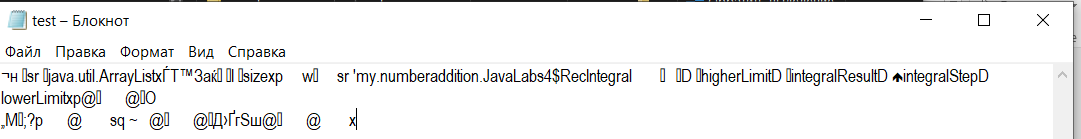 test – Блокнот
Файл Правка Формат Вид Справка
¬н sr java.util.ArrayListxЃТ™Заќ I sizexp w sr 'my.numberaddition.JavaLabs4$RecIntegral D higherLimitD integralResultD ♠integralStepD
lowerLimitxp@ @O
„M;?p @ sq ~ @ @Д›ҐгSш@ @ x